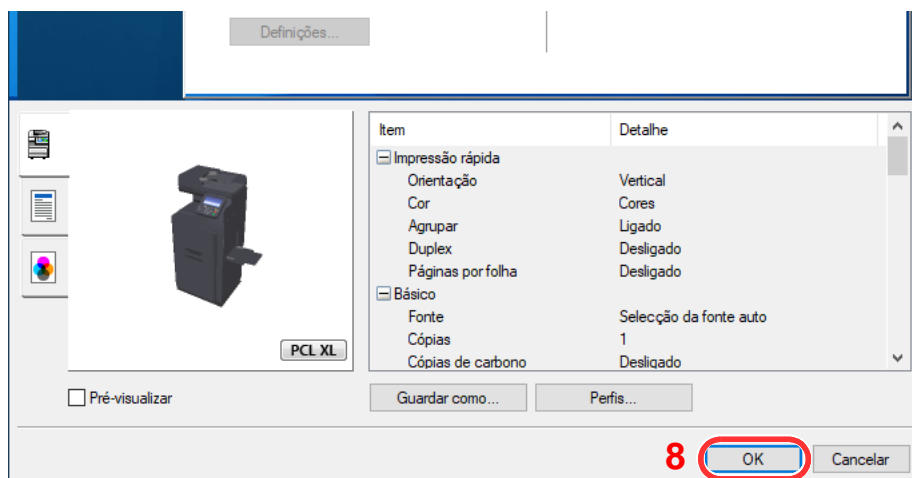 Definições...
Item Detalhe
Impressão rápida
Orientação Vertical
Cor Cores
Agrupar Ligado
Duplex Desligado
Páginas por folha Desligado
Básico
Fonte Selecção da fonte auto
Cópias 1
Cópias de carbono Desligado
PCL XL
Pré-visualizar Guardar como... Perfis...
8 OK Cancelar